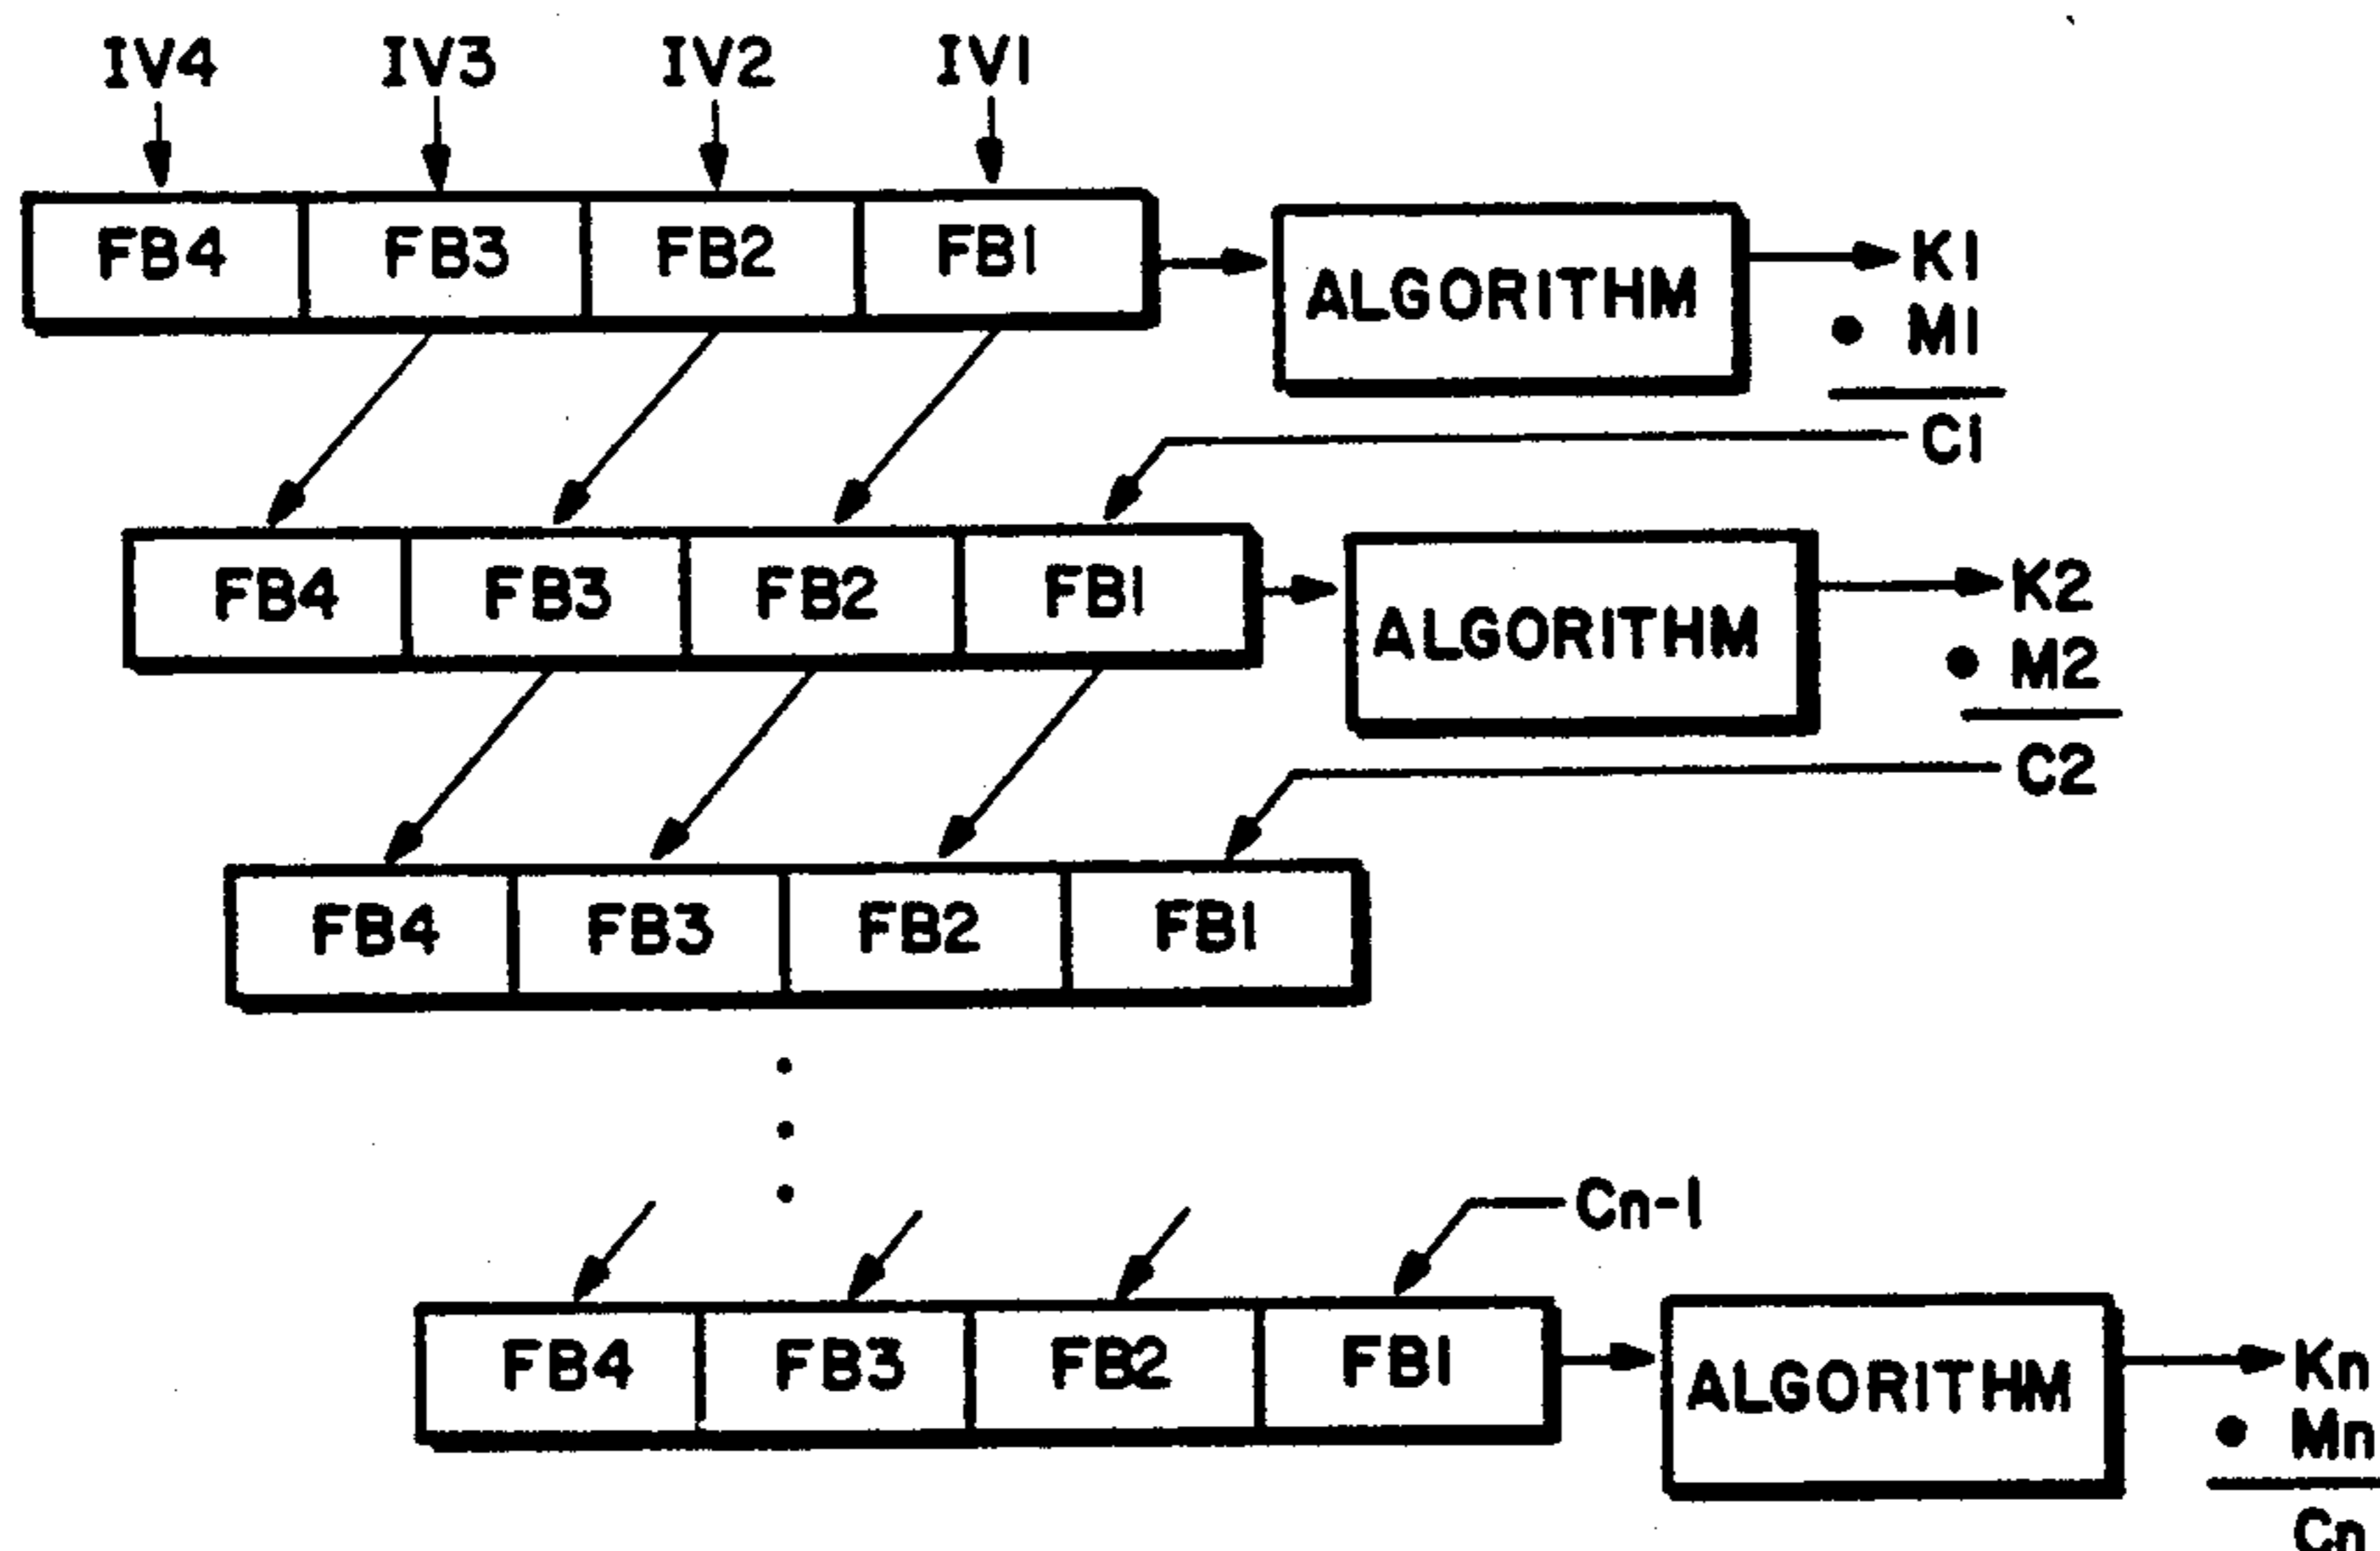 IV4 IV3 IV2 IV1
FB4 FB3 FB2 FB1
ALGORITHM
K1
• M1
C1
FB4 FB3 FB2 FB1
ALGORITHM
K2
• M2
C2
FB4 FB3 FB2 FB1
Cn-1
FB4 FB3 FB2 FB1
ALGORITHM
Kn
• Mn
Cn